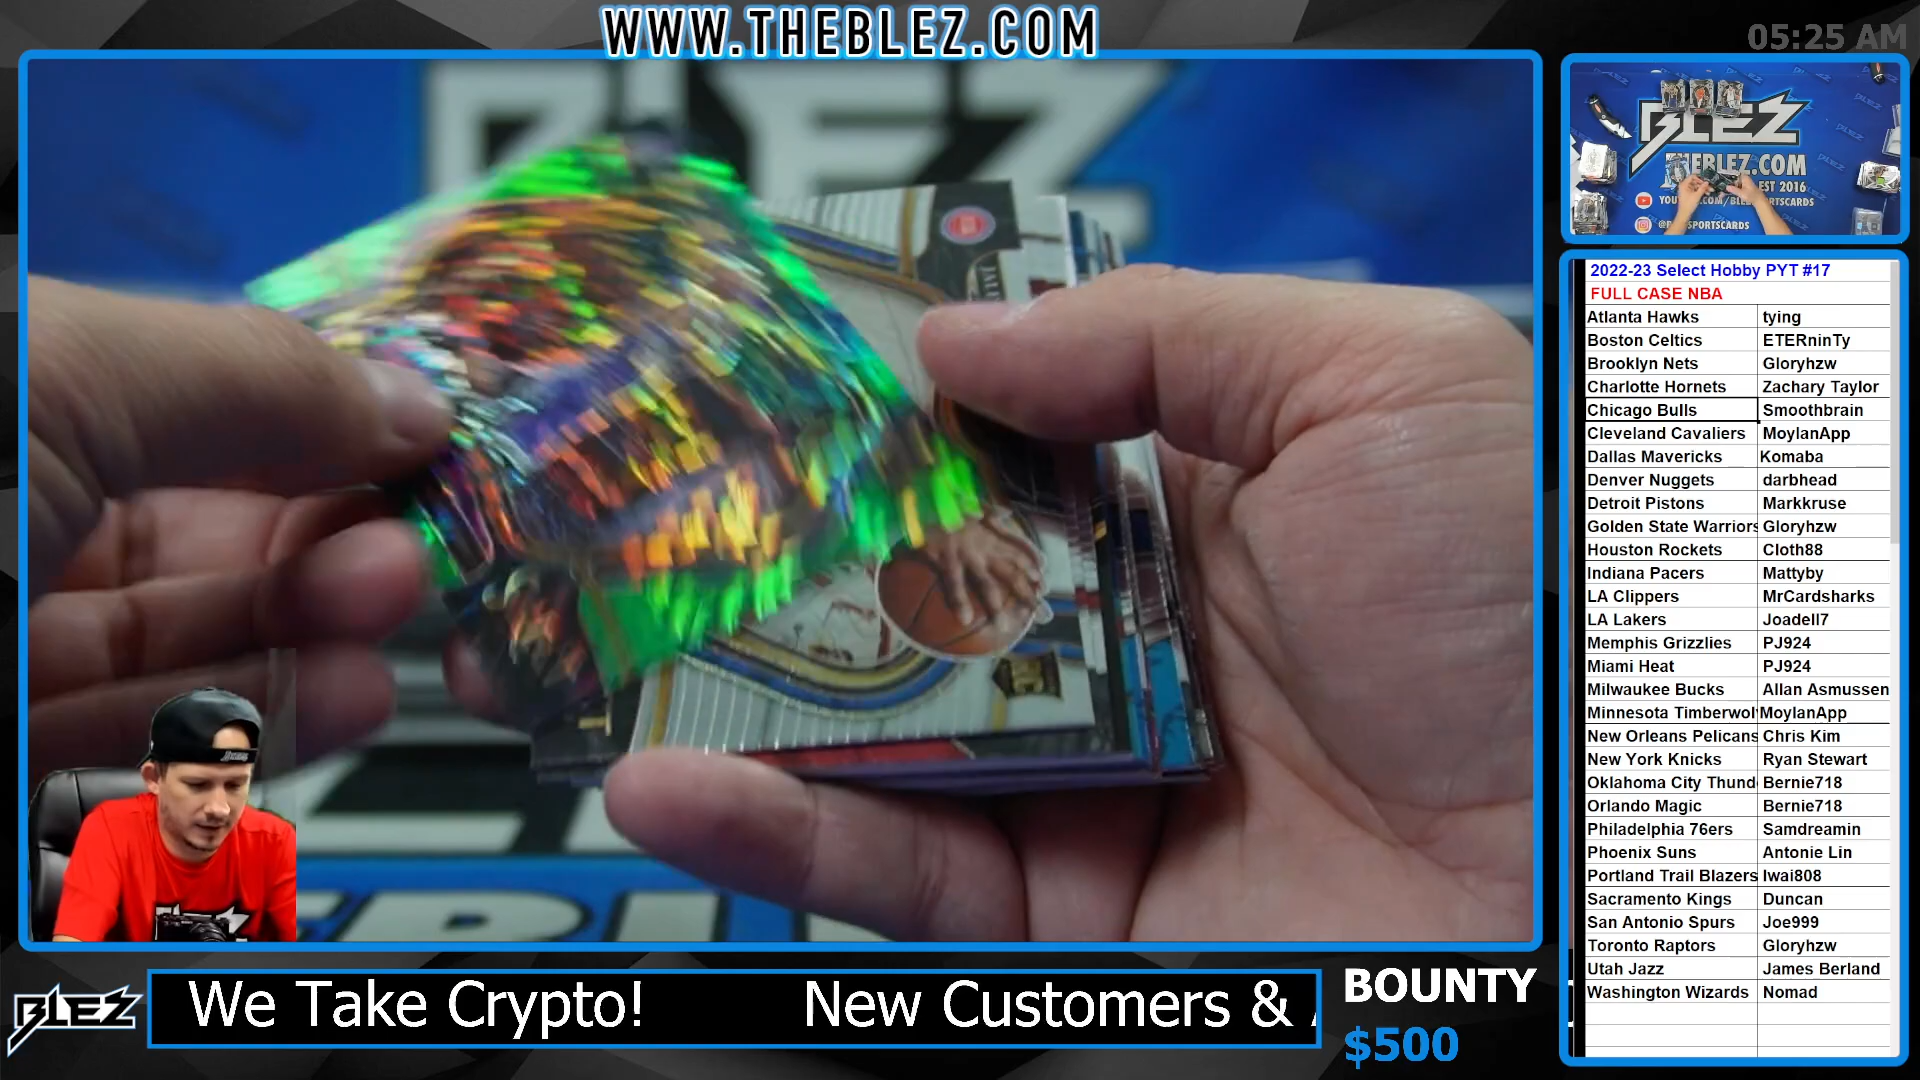 WWW.THEBLEZ.COM
05:25 AM
BLEZ
THEBLEZ.COM
EST 2016
2022-23 Select Hobby PYT #17
FULL CASE NBA
Atlanta Hawks tying
Boston Celtics ETERninTy
Brooklyn Nets Gloryhzw
Charlotte Hornets Zachary Taylor
Chicago Bulls Smoothbrain
Cleveland Cavaliers MoylanApp
Dallas Mavericks Komaba
Denver Nuggets darbhead
Detroit Pistons Markkruse
Golden State Warriors Gloryhzw
Houston Rockets Cloth88
Indiana Pacers Mattyby
LA Clippers MrCardsharks
LA Lakers Joadell7
Memphis Grizzlies PJ924
Miami Heat PJ924
Milwaukee Bucks Allan Asmussen
Minnesota Timberwol MoylanApp
New Orleans Pelicans Chris Kim
New York Knicks Ryan Stewart
Oklahoma City Thund Bernie718
Orlando Magic Bernie718
Philadelphia 76ers Samdreamin
Phoenix Suns Antonie Lin
Portland Trail Blazers Iwai808
Sacramento Kings Duncan
San Antonio Spurs Joe999
Toronto Raptors Gloryhzw
Utah Jazz James Berland
Washington Wizards Nomad
BLEZ
We Take Crypto! New Customers &
BOUNTY
$500